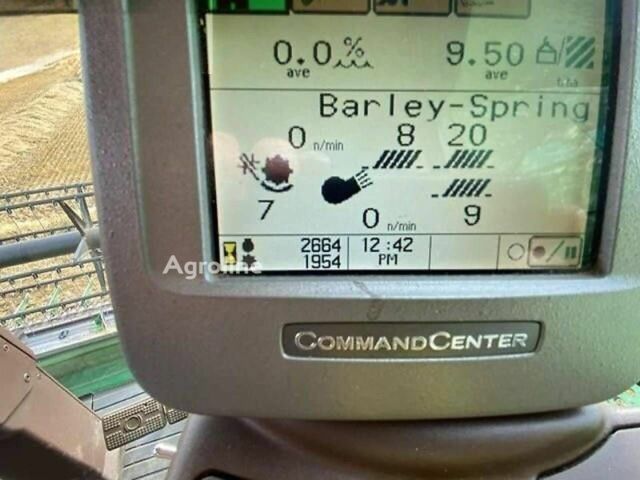 0.0 % 9.50
ave ave t/ha
Barley-Spring
0 n/min 8 20
7 0 n/min 9
2664 12:42
1954 PM
Agroline
COMMANDCENTER